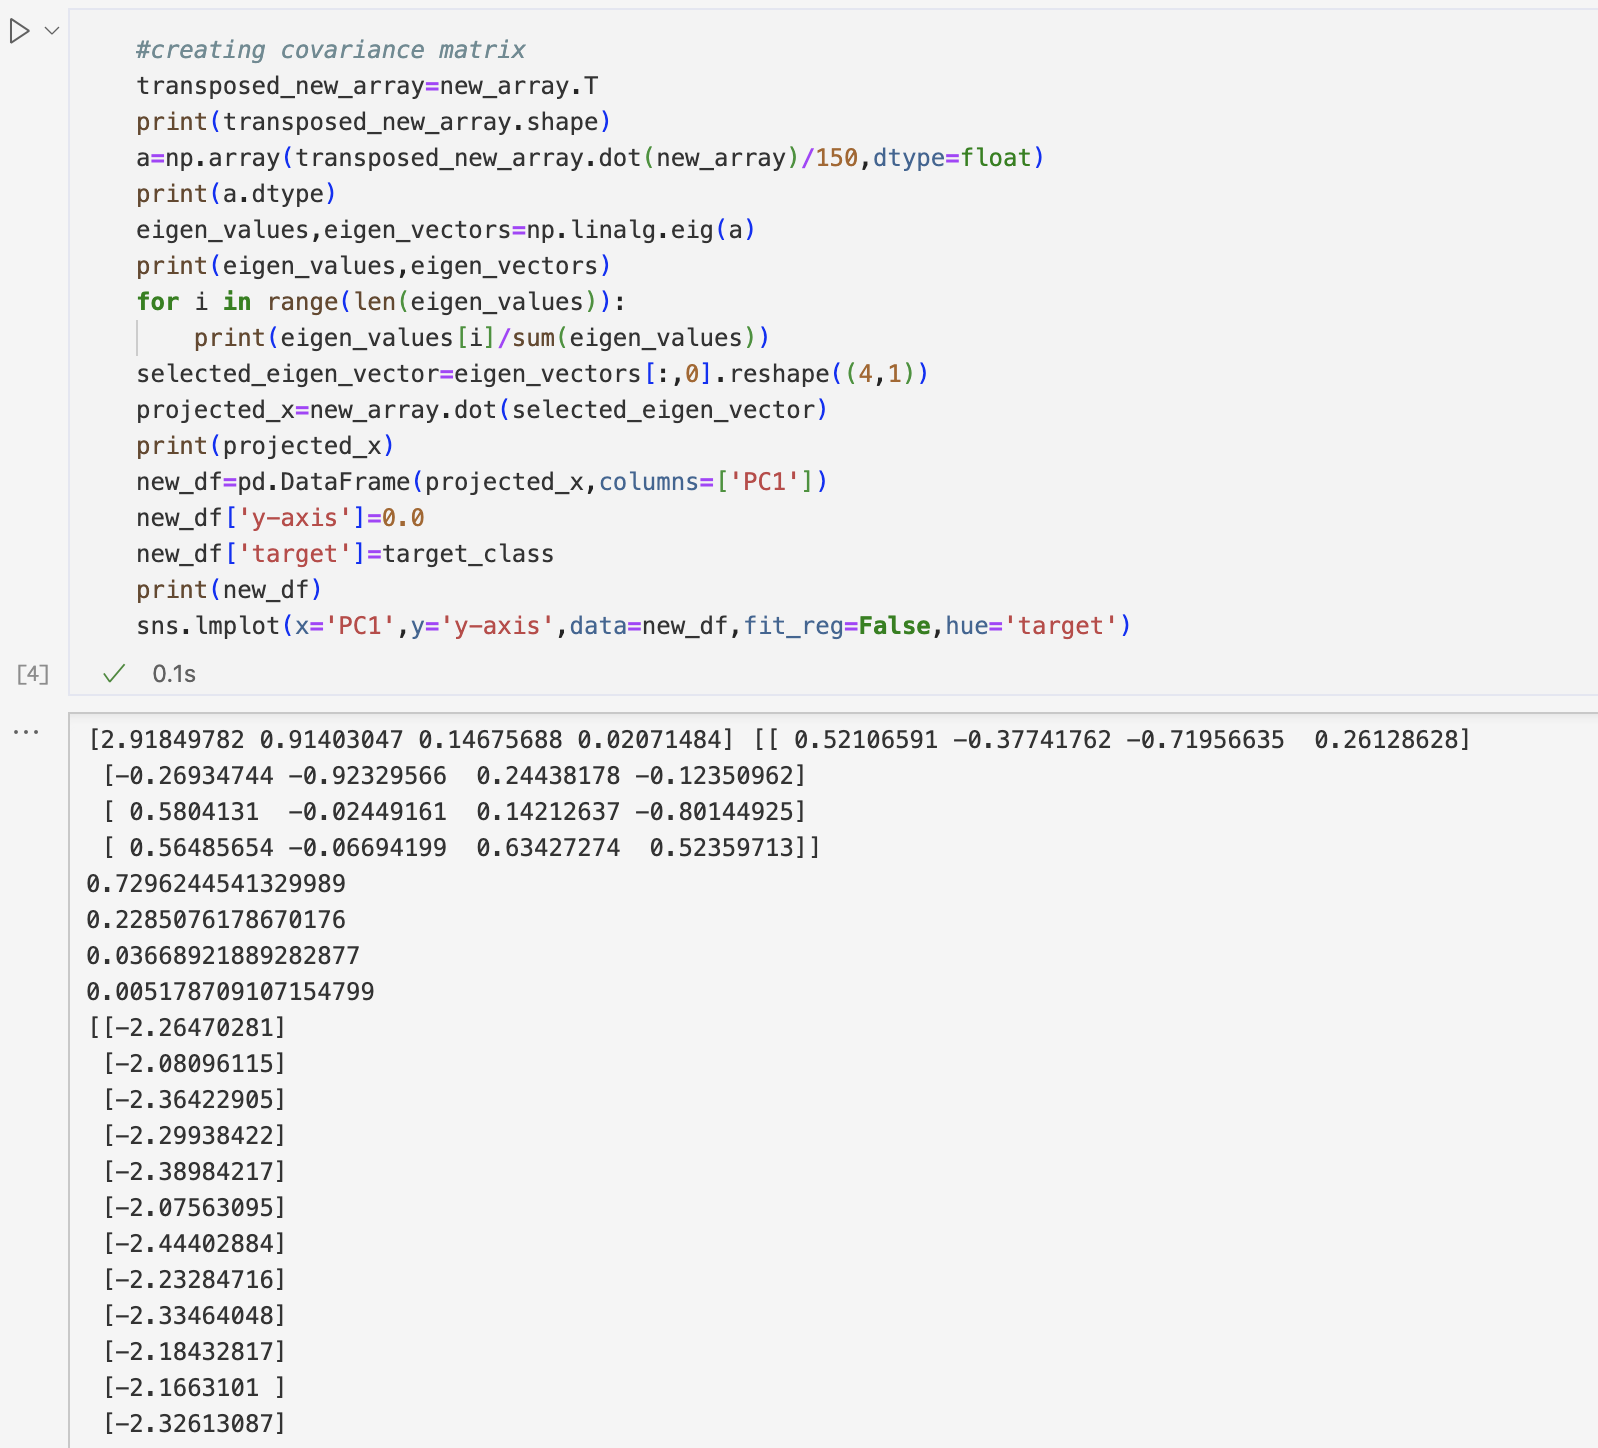 #creating covariance matrix
transposed_new_array=new_array.T
print(transposed_new_array.shape)
a=np.array(transposed_new_array.dot(new_array)/150,dtype=float)
print(a.dtype)
eigen_values,eigen_vectors=np.linalg.eig(a)
print(eigen_values,eigen_vectors)
for i in range(len(eigen_values)):
    print(eigen_values[i]/sum(eigen_values))
selected_eigen_vector=eigen_vectors[:,0].reshape((4,1))
projected_x=new_array.dot(selected_eigen_vector)
print(projected_x)
new_df=pd.DataFrame(projected_x,columns=['PC1'])
new_df['y-axis']=0.0
new_df['target']=target_class
print(new_df)
sns.lmplot(x='PC1',y='y-axis',data=new_df,fit_reg=False,hue='target')
[4] 0.1s
[2.91849782 0.91403047 0.14675688 0.02071484] [[ 0.52106591 -0.37741762 -0.71956635  0.26128628]
 [-0.26934744 -0.92329566  0.24438178 -0.12350962]
 [ 0.5804131  -0.02449161  0.14212637 -0.80144925]
 [ 0.56485654 -0.06694199  0.63427274  0.52359713]]
0.7296244541329989
0.2285076178670176
0.03668921889282877
0.005178709107154799
[[-2.26470281]
 [-2.08096115]
 [-2.36422905]
 [-2.29938422]
 [-2.38984217]
 [-2.07563095]
 [-2.44402884]
 [-2.23284716]
 [-2.33464048]
 [-2.18432817]
 [-2.1663101 ]
 [-2.32613087]